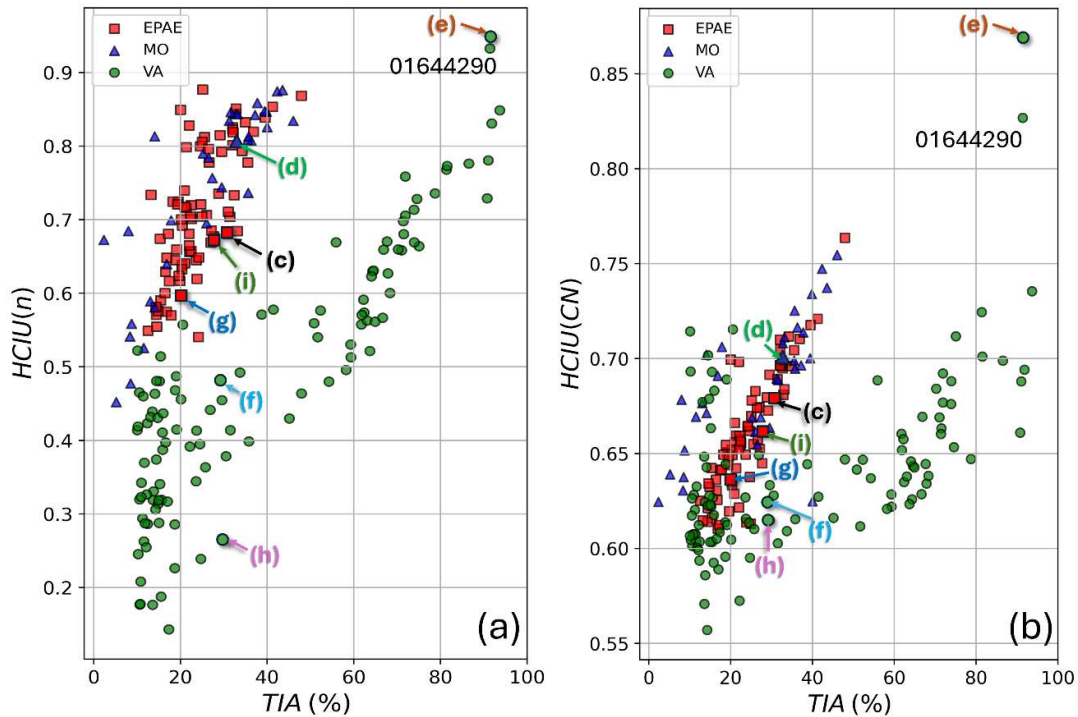 EPAE
MO
VA
(e)
01644290
(d)
(c)
(i)
(g)
(f)
(h)
(a)
0.9
0.8
0.7
0.6
0.5
0.4
0.3
0.2
HCIU(n)
0
20
40
60
80
100
TIA (%)
EPAE
MO
VA
(e)
01644290
(d)
(c)
(i)
(g)
(f)
(h)
(b)
0.85
0.80
0.75
0.70
0.65
0.60
0.55
HCIU(CN)
0
20
40
60
80
100
TIA (%)